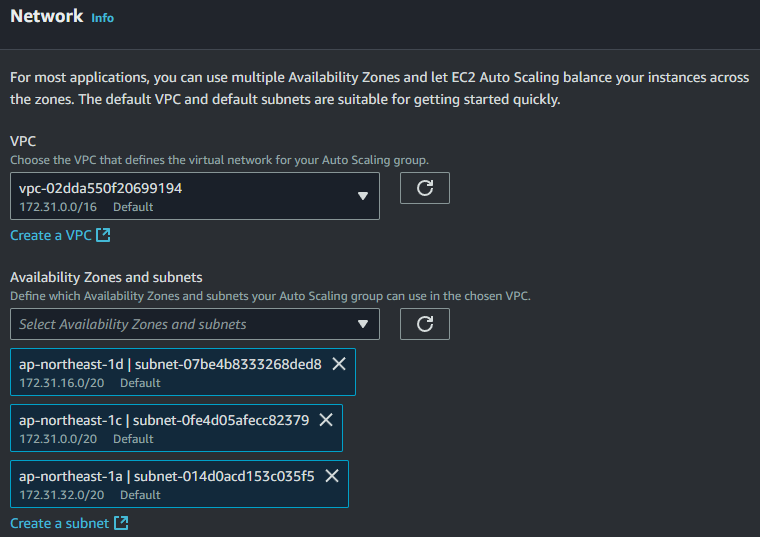 Network Info
For most applications, you can use multiple Availability Zones and let EC2 Auto Scaling balance your instances across
the zones. The default VPC and default subnets are suitable for getting started quickly.
VPC
Choose the VPC that defines the virtual network for your Auto Scaling group.
vpc-02dda550f20699194
172.31.0.0/16 Default
Create a VPC
Availability Zones and subnets
Define which Availability Zones and subnets your Auto Scaling group can use in the chosen VPC.
Select Availability Zones and subnets
ap-northeast-1d | subnet-07be4b8333268ded8
172.31.16.0/20 Default
ap-northeast-1c | subnet-0fe4d05afecc82379
172.31.0.0/20 Default
ap-northeast-1a | subnet-014d0acd153c035f5
172.31.32.0/20 Default
Create a subnet